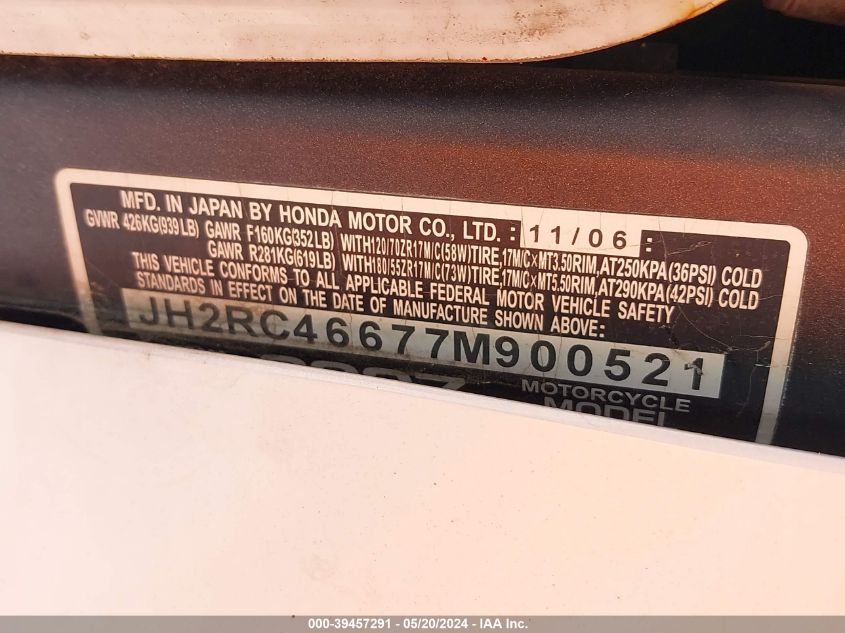 MFD. IN JAPAN BY HONDA MOTOR CO., LTD. : 11/06 :
GVWR 426KG(939LB) GAWR F160KG(352LB) WITH120/70ZR17M/C(58W)TIRE,17M/C×MT3.50RIM,AT250KPA(36PSI) COLD
GAWR R281KG(619LB) WITH180/55ZR17M/C(73W)TIRE,17M/C×MT5.50RIM,AT290KPA(42PSI) COLD
THIS VEHICLE CONFORMS TO ALL APPLICABLE FEDERAL MOTOR VEHICLE SAFETY
STANDARDS IN EFFECT ON THE DATE OF MANUFACTURE SHOWN ABOVE:
JH2RC46677M900521
2007 MOTORCYCLE
MODEL
000-39457291 - 05/20/2024 - IAA Inc.